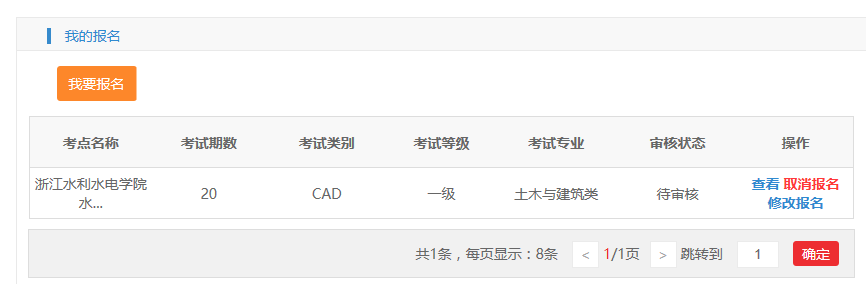 我的报名
我要报名
考点名称 考试期数 考试类别 考试等级 考试专业 审核状态 操作
浙江水利水电学院水... 20 CAD 一级 土木与建筑类 待审核 查看 取消报名 修改报名
共1条，每页显示：8条 < 1/1页 > 跳转到 1 确定